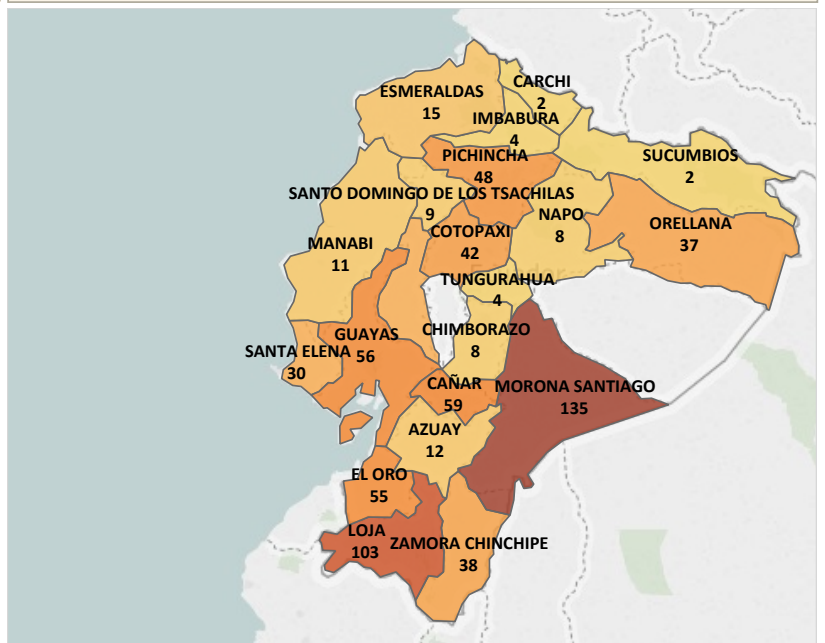 CARCHI
2
ESMERALDAS
15
IMBABURA
4
PICHINCHA
48
SUCUMBIOS
2
SANTO DOMINGO DE LOS TSACHILAS
9
NAPO
8
ORELLANA
37
COTOPAXI
42
MANABI
11
TUNGURAHUA
4
CHIMBORAZO
8
GUAYAS
56
SANTA ELENA
30
CAÑAR
59
MORONA SANTIAGO
135
AZUAY
12
EL ORO
55
LOJA
103
ZAMORA CHINCHIPE
38